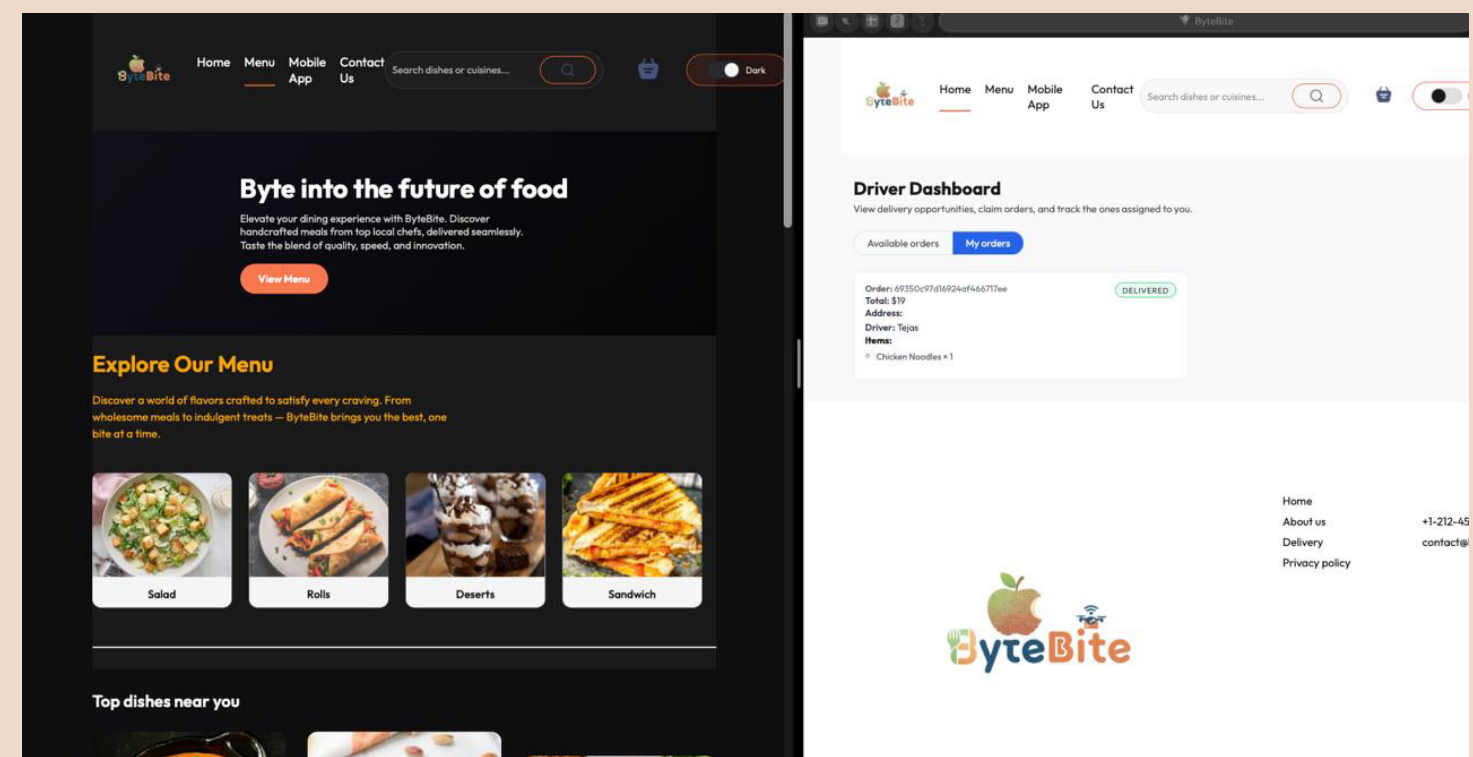 ByteBite
Home
Menu
Mobile
App
Contact
Us
Search dishes or cuisines...
Dark
Byte into the future of food
Elevate your dining experience with ByteBite. Discover
handcrafted meals from top local chefs, delivered seamlessly.
Taste the blend of quality, speed, and innovation.
View Menu
Explore Our Menu
Discover a world of flavors crafted to satisfy every craving. From
wholesome meals to indulgent treats — ByteBite brings you the best, one
bite at a time.
Salad
Rolls
Deserts
Sandwich
Top dishes near you
ByteBite
ByteBite
Home
Menu
Mobile
App
Contact
Us
Search dishes or cuisines...
Driver Dashboard
View delivery opportunities, claim orders, and track the ones assigned to you.
Available orders
My orders
Order: 69350c97d16924af466717ee
DELIVERED
Total: $19
Address:
Driver: Tejas
Items:
Chicken Noodles × 1
Home
About us
Delivery
Privacy policy
+1-212-45
contact@
ByteBite